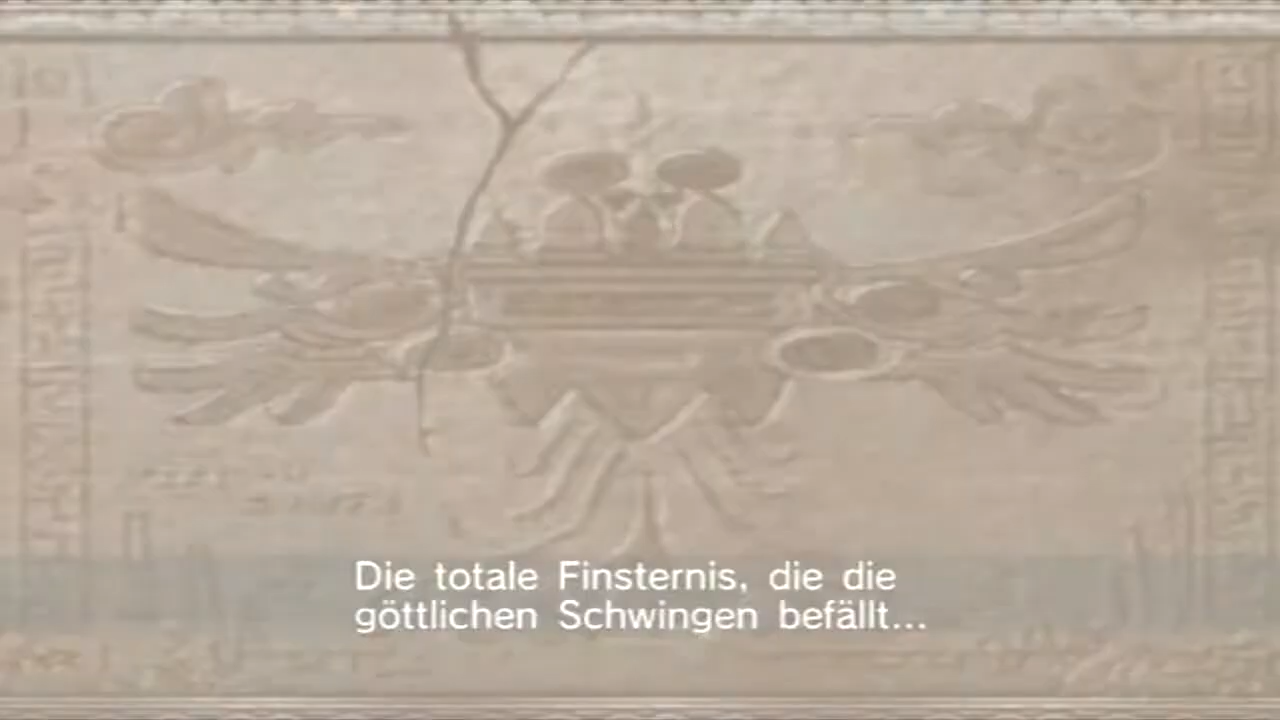 Die totale Finsternis, die die
göttlichen Schwingen befällt...